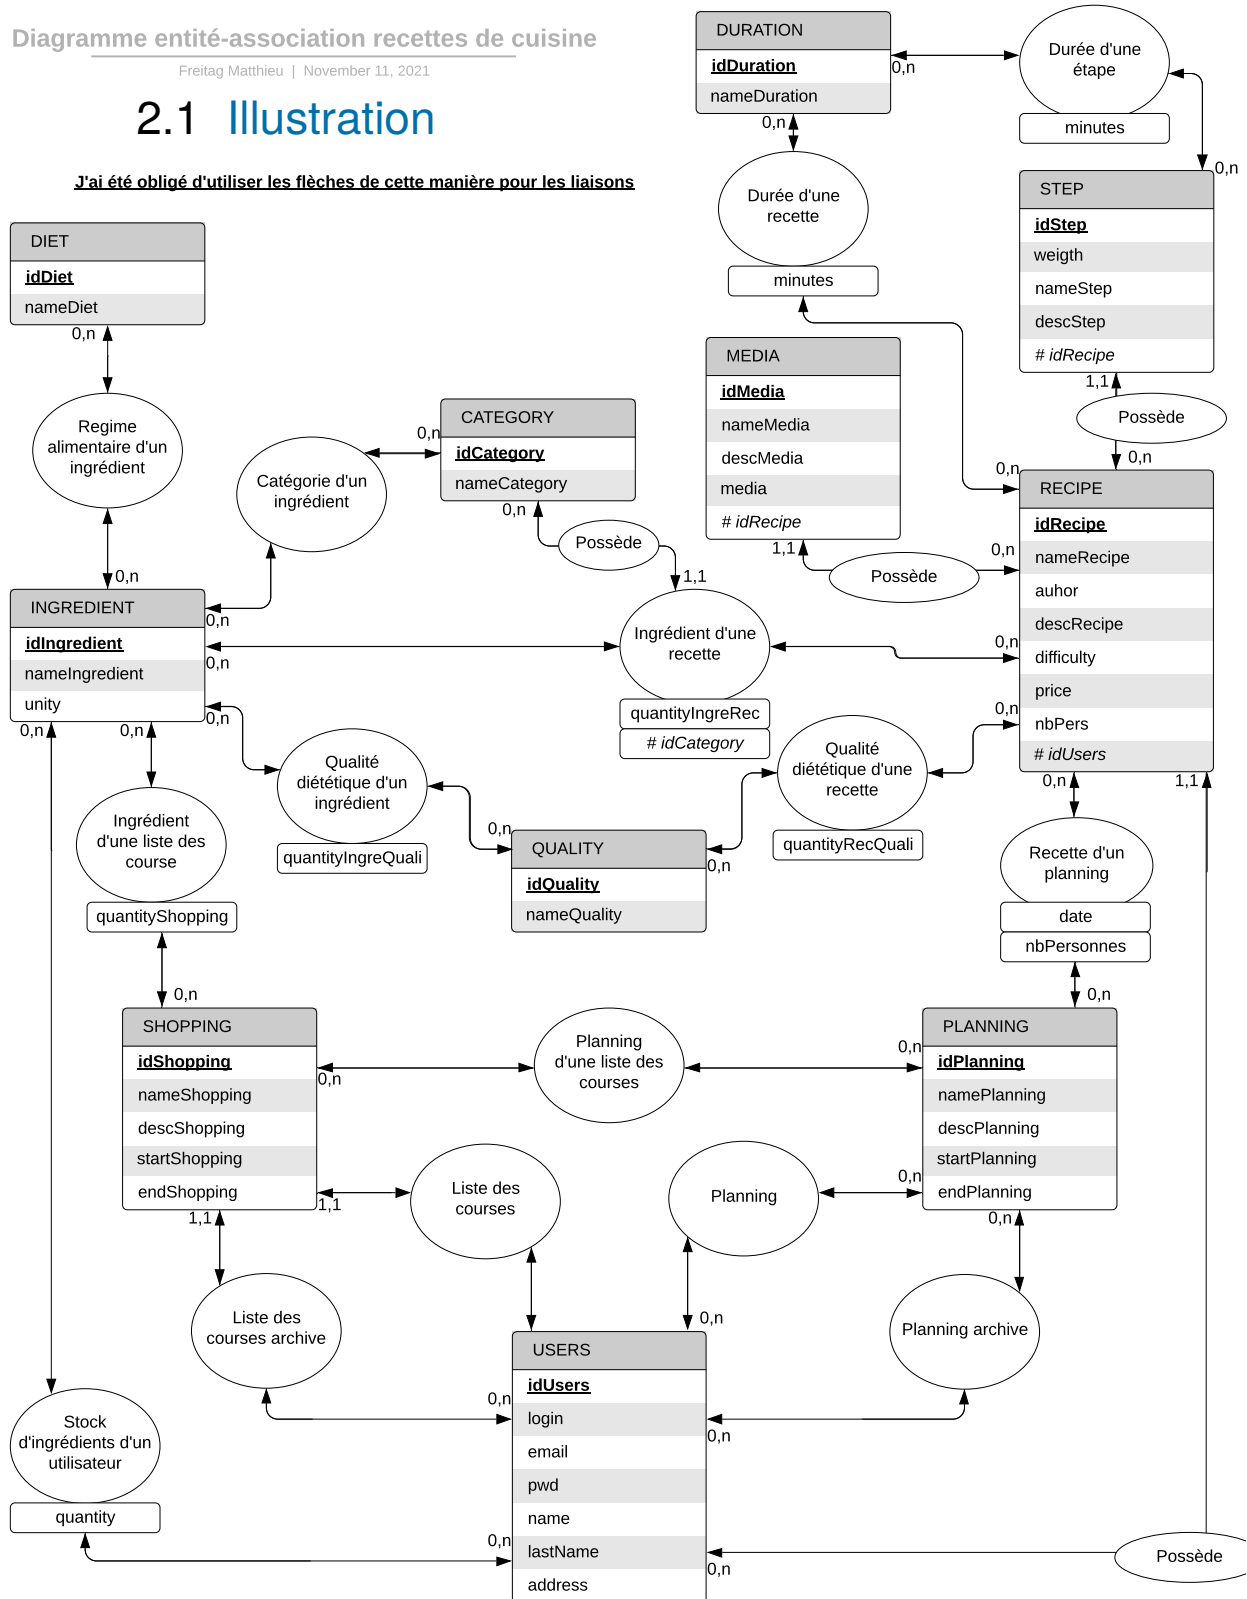 Diagramme entité-association recettes de cuisine
Freitag Matthieu | November 11, 2021
2.1 Illustration
J'ai été obligé d'utiliser les flèches de cette manière pour les liaisons
DURATION
idDuration
nameDuration
0,n
0,n
Durée d'une
étape
minutes
0,n
Durée d'une
recette
minutes
STEP
idStep
weigth
nameStep
descStep
# idRecipe
1,1
Possède
0,n
DIET
idDiet
nameDiet
0,n
Regime
alimentaire d'un
ingrédient
0,n
MEDIA
idMedia
nameMedia
descMedia
media
# idRecipe
1,1
Possède
0,n
0,n
CATEGORY
idCategory
nameCategory
0,n
0,n
Catégorie d'un
ingrédient
Possède
1,1
RECIPE
idRecipe
nameRecipe
auhor
descRecipe
difficulty
price
nbPers
# idUsers
0,n
0,n
0,n
1,1
INGREDIENT
idIngredient
nameIngredient
unity
0,n
0,n
0,n
0,n
0,n
Ingrédient d'une
recette
quantityIngreRec
# idCategory
Qualité
diététique d'un
ingrédient
quantityIngreQuali
Qualité
diététique d'une
recette
quantityRecQuali
Ingrédient
d'une liste des
course
quantityShopping
0,n
QUALITY
idQuality
nameQuality
0,n
0,n
Recette d'un
planning
date
nbPersonnes
0,n
SHOPPING
idShopping
nameShopping
descShopping
startShopping
endShopping
0,n
1,1
1,1
Planning
d'une liste des
courses
0,n
PLANNING
idPlanning
namePlanning
descPlanning
startPlanning
endPlanning
0,n
0,n
Liste des
courses
Planning
0,n
Liste des
courses archive
Planning archive
USERS
idUsers
login
email
pwd
name
lastName
address
0,n
0,n
0,n
0,n
Stock
d'ingrédients d'un
utilisateur
quantity
Possède